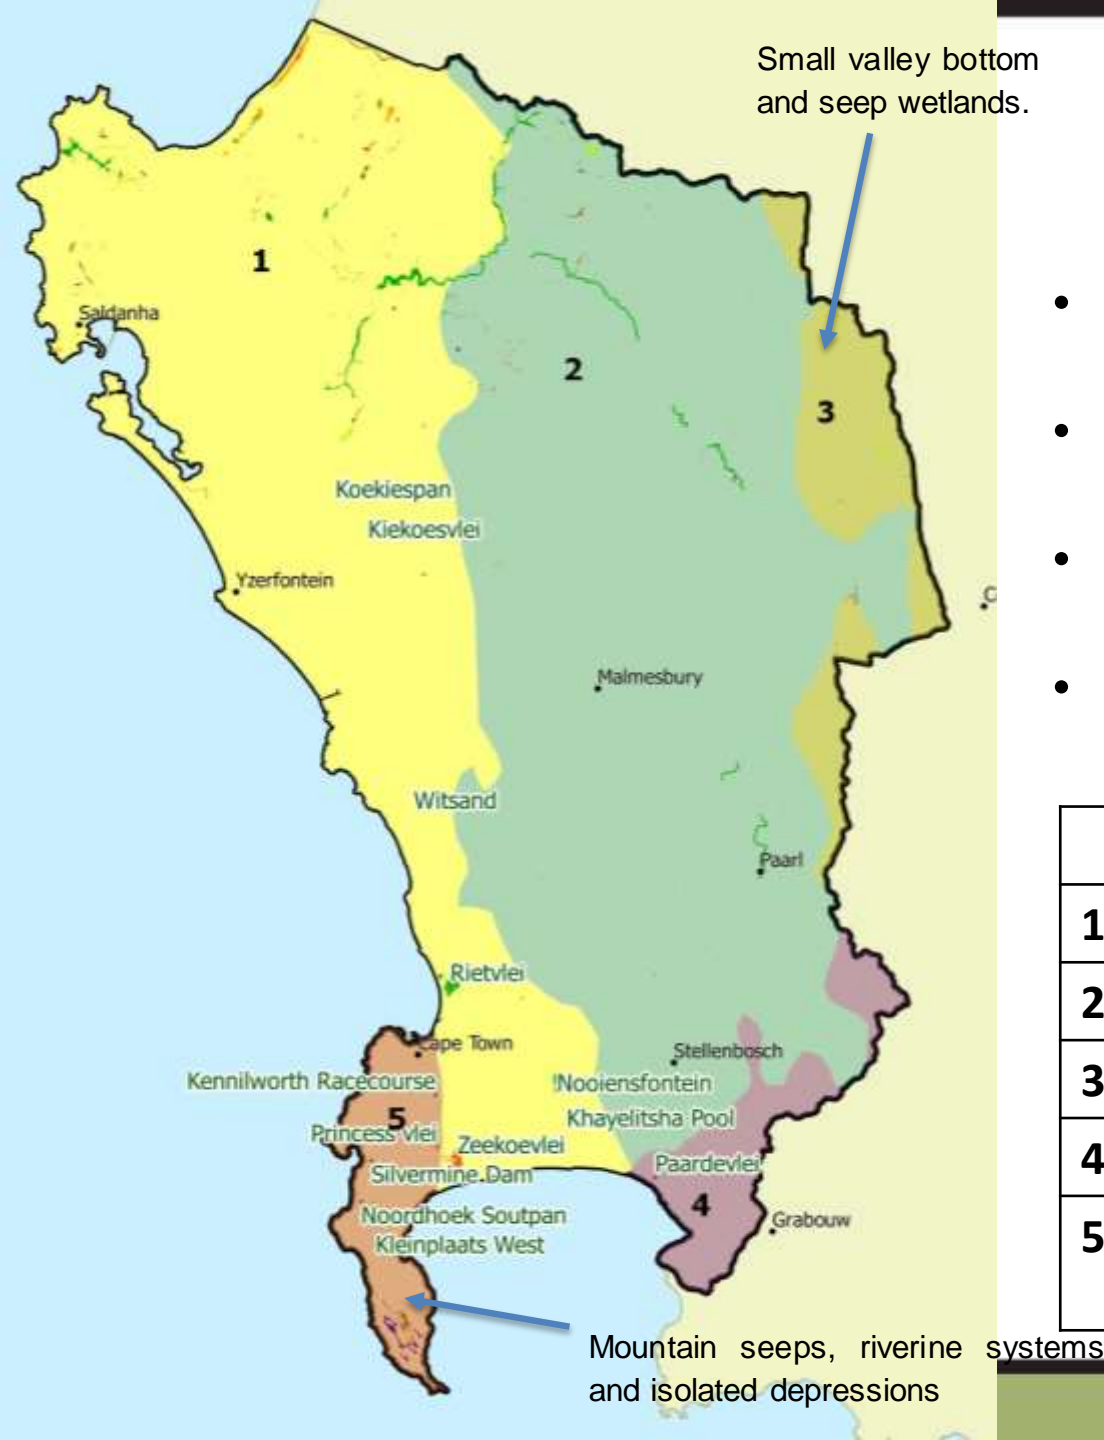 Small valley bottom
and seep wetlands.
1
Saldanha
2
3
Koekiespan
Kiekoesvlei
Yzerfontein
Malmesbury
Witsand
Paarl
Rietvlei
Cape Town
Stellenbosch
Kennilworth Racecourse
Nooiensfontein
5
Khayelitsha Pool
Princess vlei
Zeekoevlei
Paardevlei
Silvermine Dam
4
Noordhoek Soutpan
Grabouw
Kleinplaats West
Mountain seeps, riverine systems
and isolated depressions
•
•
•
•
1
2
3
4
5